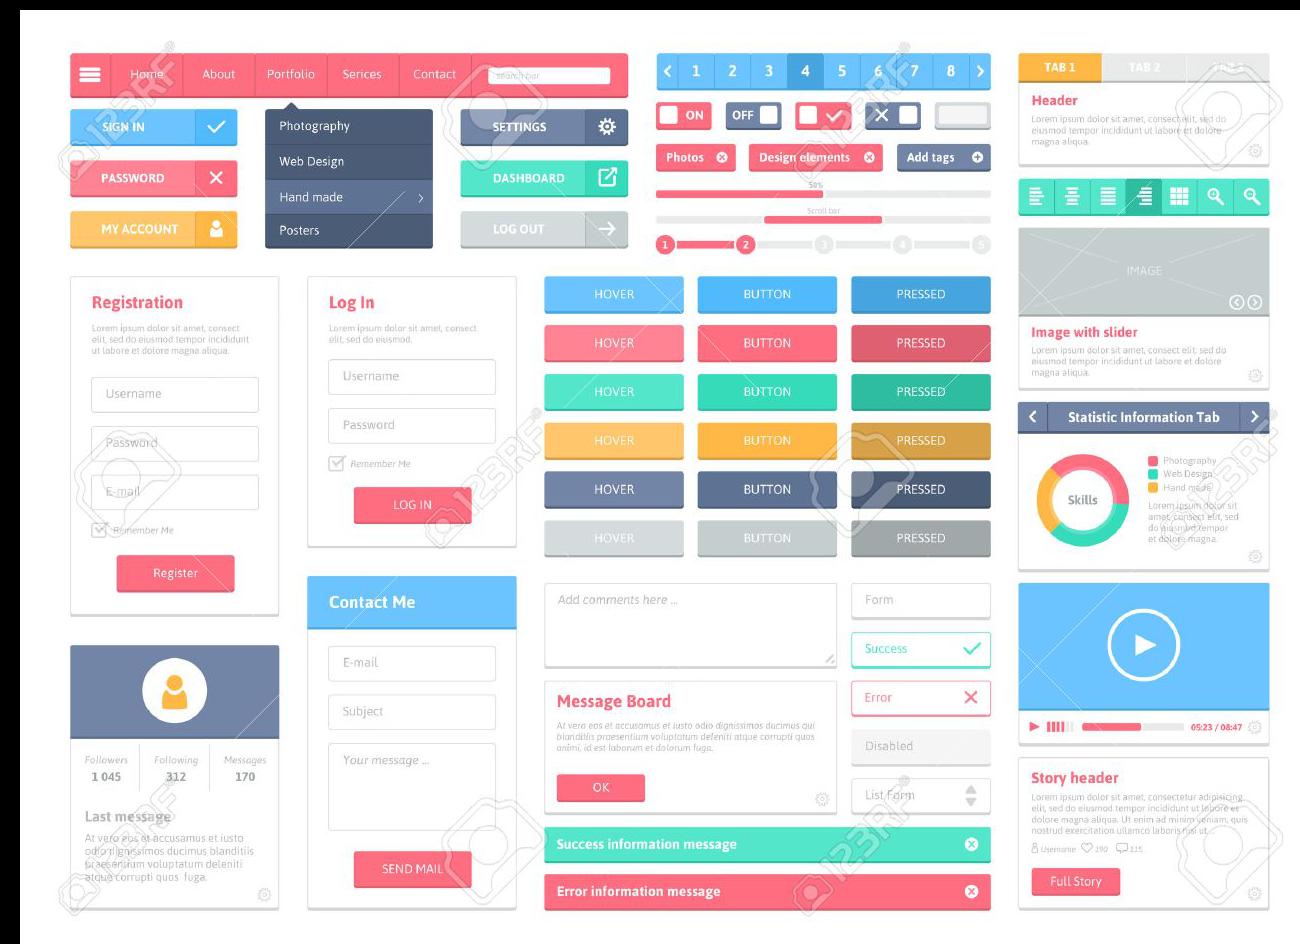 Home About Portfolio Serices Contact search bar
SIGN IN
PASSWORD
MY ACCOUNT
Photography
Web Design
Hand made
Posters
SETTINGS
DASHBOARD
LOG OUT
1 2 3 4 5 6 7 8
ON OFF
Photos Design elements Add tags
50%
Scroll bar
1 2 3 4 5
TAB 1 TAB 2 TAB 3
Header
Lorem ipsum dolor sit amet, consect
eiusmod tempor incididunt ut labore et dolore
magna aliqua.
IMAGE
Image with slider
Lorem ipsum dolor sit amet, consect adipiscing elit, sed do
eiusmod tempor incididunt ut labore et dolore
magna aliqua.
Statistic Information Tab
Skills
Photography
Web Design
Hand made
Lorem ipsum dolor sit
amet, consect elit, sed
do eiusmod tempor
et dolore magna.
Registration
Lorem ipsum dolor sit amet, consect
elit, sed do eiusmod tempor incididunt
ut labore et dolore magna aliqua.
Username
Password
E-mail
Remember Me
Register
Log In
Lorem ipsum dolor sit amet, consect
elit, sed do eiusmod.
Username
Password
Remember Me
LOG IN
HOVER BUTTON PRESSED
HOVER BUTTON PRESSED
HOVER BUTTON PRESSED
HOVER BUTTON PRESSED
HOVER BUTTON PRESSED
HOVER BUTTON PRESSED
Followers Following Messages
1 045 312 170
Last message
At vero eos et accusamus et iusto
odio dignissimos ducimus blanditiis
praesentium voluptatum deleniti
atque corrupti quos fuga.
Contact Me
E-mail
Subject
Your message ...
SEND MAIL
Add comments here ...
Message Board
At vero eos et accusamus et iusto odio dignissimos ducimus qui
blanditiis praesentium voluptatum deleniti atque corrupti quos
animi, id est laborum et dolorum fuga.
OK
Form
Success
Error
Disabled
List Form
Success information message
Error information message
05:23 / 08:47
Story header
Lorem ipsum dolor sit amet, consectetur adipisicing
elit, sed do eiusmod tempor incididunt ut labore et
dolore magna aliqua. Ut enim ad minim veniam, quis
nostrud exercitation ullamco laboris nisi ut...
Username 190 115
Full Story
123RF